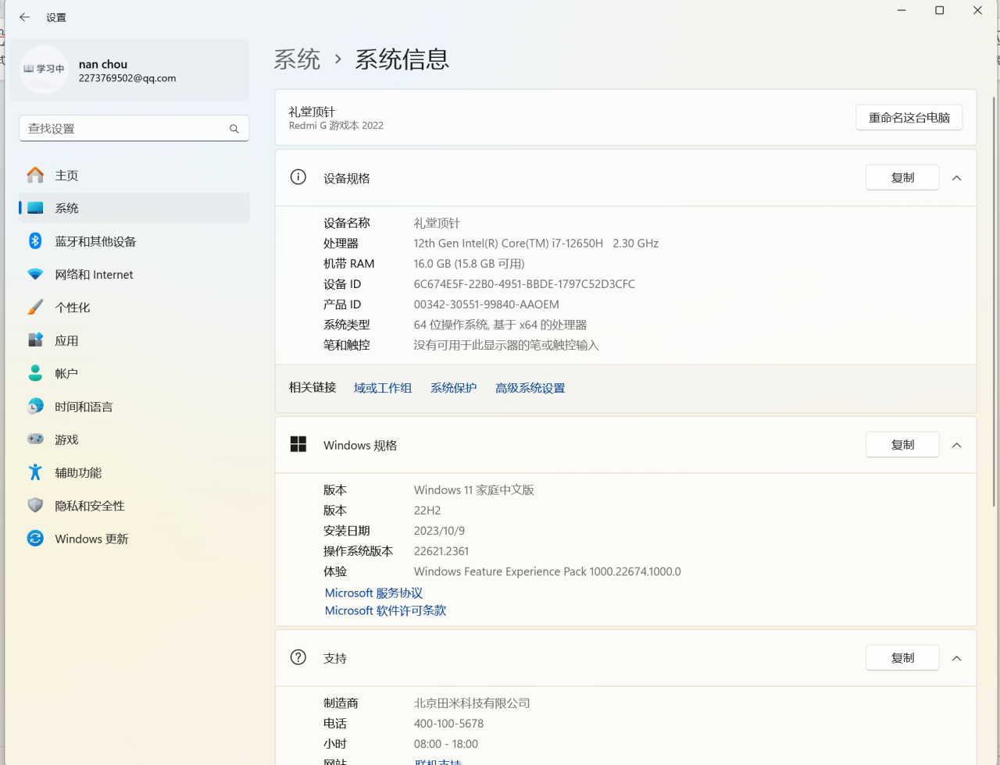 设置
nan chou
2273769502@qq.com
学习中
查找设置
主页
系统
蓝牙和其他设备
网络和 Internet
个性化
应用
帐户
时间和语言
游戏
辅助功能
隐私和安全性
Windows 更新
系统 › 系统信息
礼堂顶针
Redmi G 游戏本 2022
重命名这台电脑
设备规格
复制
设备名称 礼堂顶针
处理器 12th Gen Intel(R) Core(TM) i7-12650H 2.30 GHz
机带 RAM 16.0 GB (15.8 GB 可用)
设备 ID 6C674E5F-22B0-4951-BBDE-1797C52D3CFC
产品 ID 00342-30551-99840-AAOEM
系统类型 64 位操作系统, 基于 x64 的处理器
笔和触控 没有可用于此显示器的笔或触控输入
相关链接 域或工作组 系统保护 高级系统设置
Windows 规格
复制
版本 Windows 11 家庭中文版
版本 22H2
安装日期 2023/10/9
操作系统版本 22621.2361
体验 Windows Feature Experience Pack 1000.22674.1000.0
Microsoft 服务协议
Microsoft 软件许可条款
支持
复制
制造商 北京田米科技有限公司
电话 400-100-5678
小时 08:00 - 18:00
网站 联机支持